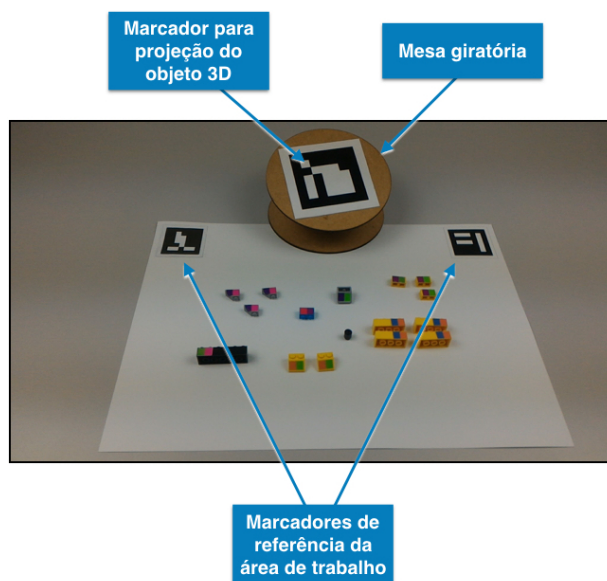 Marcador para
projeção do
objeto 3D
Mesa giratória
Marcadores de
referência da
área de trabalho